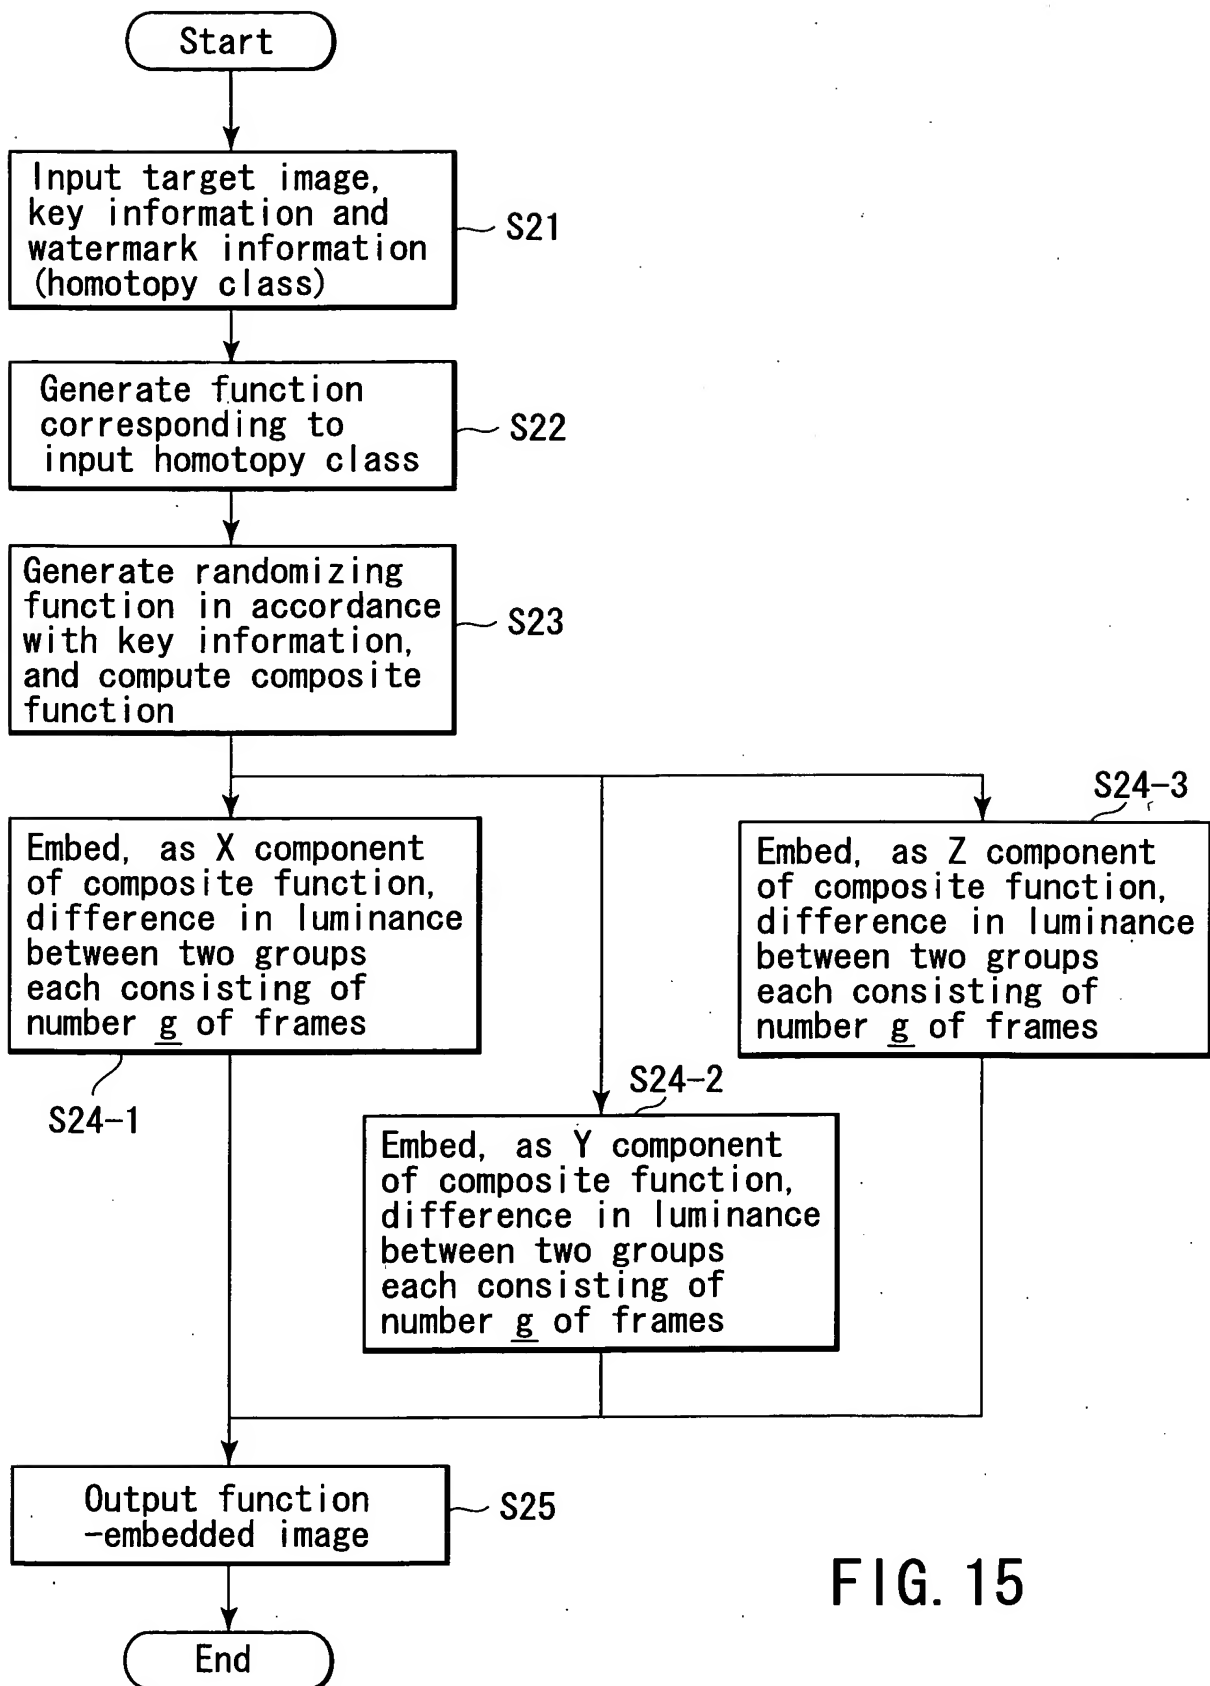 Start
Input target image,
key information and
watermark information
(homotopy class)
S21
Generate function
corresponding to
input homotopy class
S22
Generate randomizing
function in accordance
with key information,
and compute composite
function
S23
Embed, as X component
of composite function,
difference in luminance
between two groups
each consisting of
number g of frames
S24-1
Embed, as Y component
of composite function,
difference in luminance
between two groups
each consisting of
number g of frames
S24-2
Embed, as Z component
of composite function,
difference in luminance
between two groups
each consisting of
number g of frames
S24-3
Output function
-embedded image
S25
End
FIG. 15